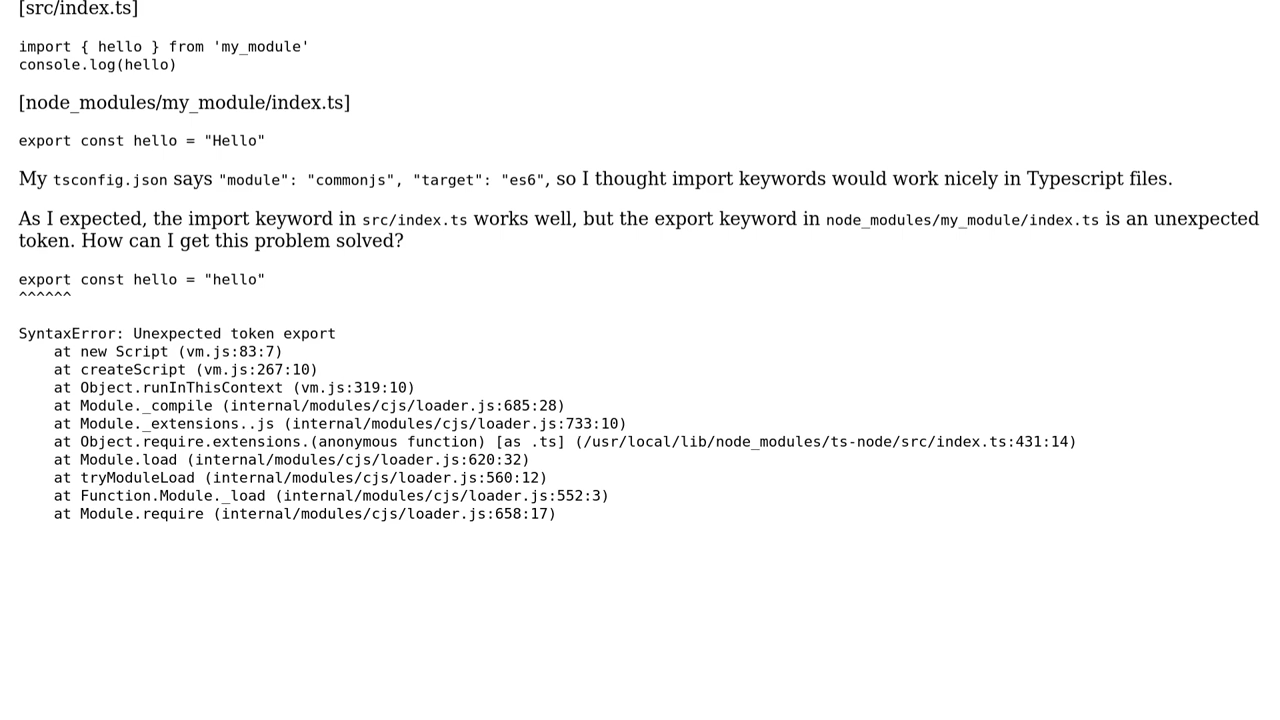 [src/index.ts]
import { hello } from 'my_module'
console.log(hello)
[node_modules/my_module/index.ts]
export const hello = "Hello"
My tsconfig.json says "module": "commonjs", "target": "es6", so I thought import keywords would work nicely in Typescript files.
As I expected, the import keyword in src/index.ts works well, but the export keyword in node_modules/my_module/index.ts is an unexpected
token. How can I get this problem solved?
export const hello = "hello"
^^^^^^
SyntaxError: Unexpected token export
    at new Script (vm.js:83:7)
    at createScript (vm.js:267:10)
    at Object.runInThisContext (vm.js:319:10)
    at Module._compile (internal/modules/cjs/loader.js:685:28)
    at Module._extensions..js (internal/modules/cjs/loader.js:733:10)
    at Object.require.extensions.(anonymous function) [as .ts] (/usr/local/lib/node_modules/ts-node/src/index.ts:431:14)
    at Module.load (internal/modules/cjs/loader.js:620:32)
    at tryModuleLoad (internal/modules/cjs/loader.js:560:12)
    at Function.Module._load (internal/modules/cjs/loader.js:552:3)
    at Module.require (internal/modules/cjs/loader.js:658:17)